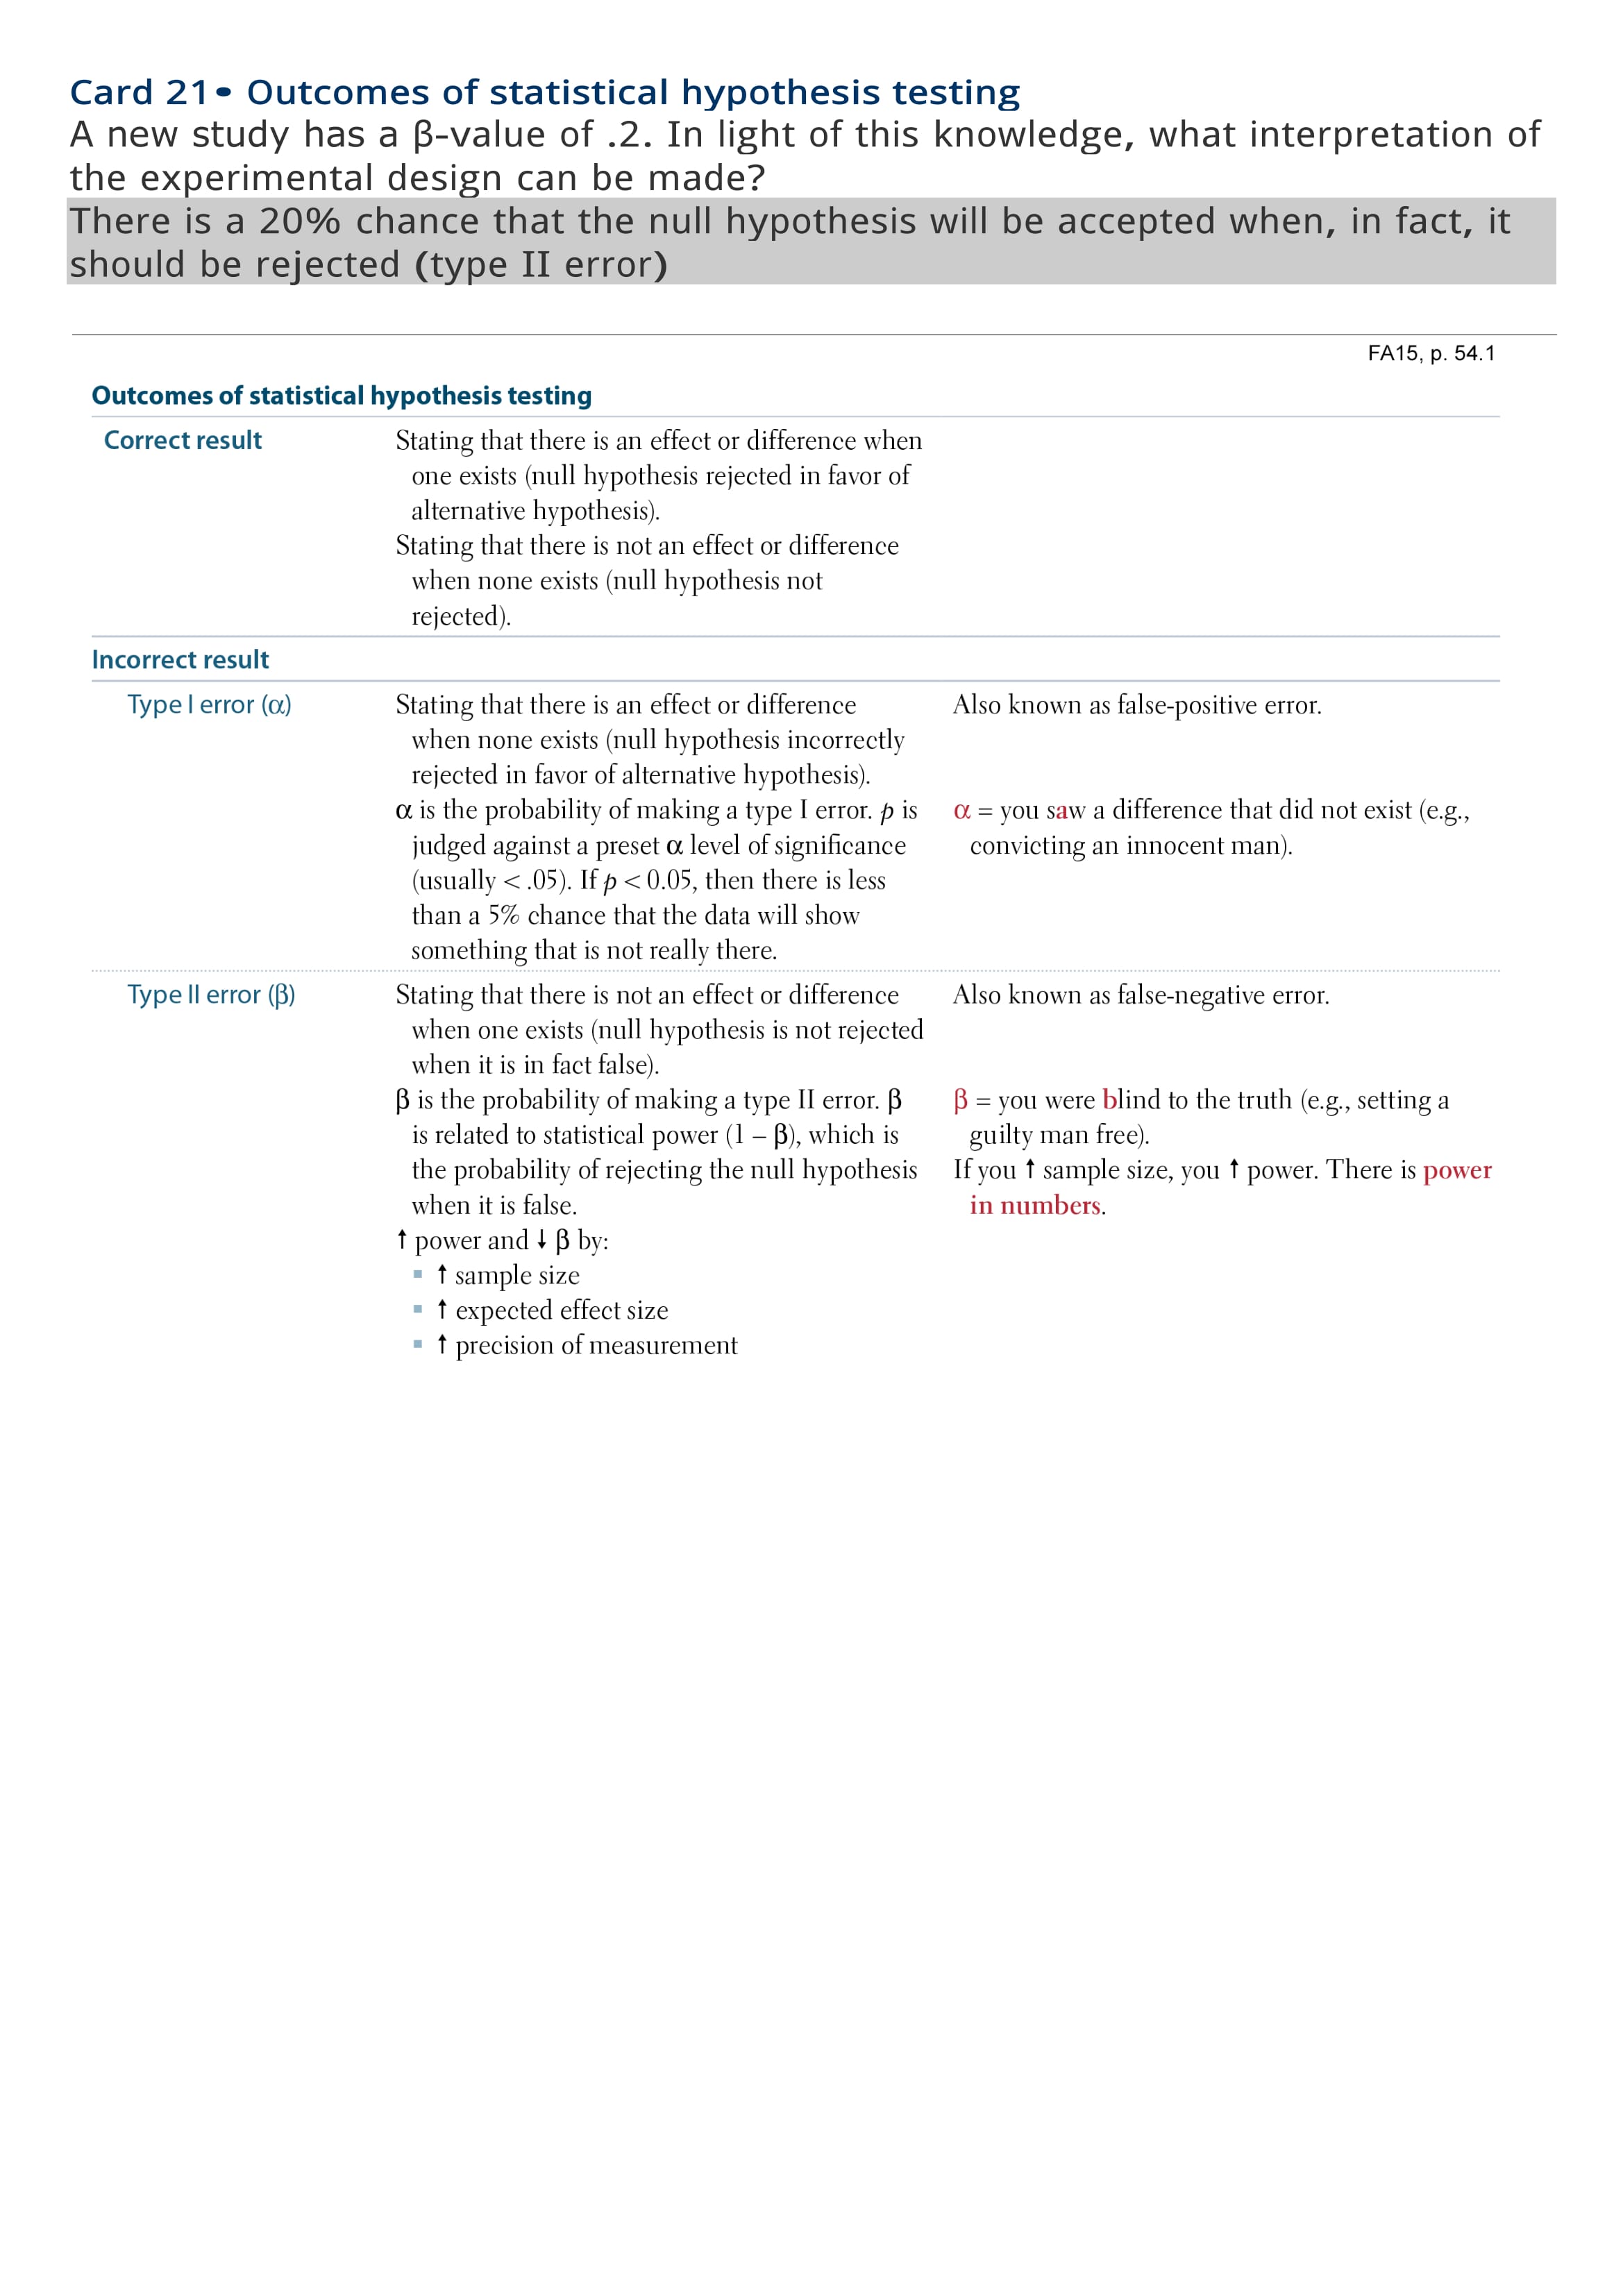 Card 21• Outcomes of statistical hypothesis testing
A new study has a β-value of .2. In light of this knowledge, what interpretation of
the experimental design can be made?
There is a 20% chance that the null hypothesis will be accepted when, in fact, it
should be rejected (type II error)
FA15, p. 54.1
Outcomes of statistical hypothesis testing
Correct result
Stating that there is an effect or difference when
one exists (null hypothesis rejected in favor of
alternative hypothesis).
Stating that there is not an effect or difference
when none exists (null hypothesis not
rejected).
Incorrect result
Type I error (α)
Stating that there is an effect or difference
when none exists (null hypothesis incorrectly
rejected in favor of alternative hypothesis).
α is the probability of making a type I error. p is
judged against a preset α level of significance
(usually < .05). If p < 0.05, then there is less
than a 5% chance that the data will show
something that is not really there.
Also known as false-positive error.
α = you saw a difference that did not exist (e.g.,
convicting an innocent man).
Type II error (β)
Stating that there is not an effect or difference
when one exists (null hypothesis is not rejected
when it is in fact false).
β is the probability of making a type II error. β
is related to statistical power (1 – β), which is
the probability of rejecting the null hypothesis
when it is false.
↑ power and ↓ β by:
▪ ↑ sample size
▪ ↑ expected effect size
▪ ↑ precision of measurement
Also known as false-negative error.
β = you were blind to the truth (e.g., setting a
guilty man free).
If you ↑ sample size, you ↑ power. There is power
in numbers.